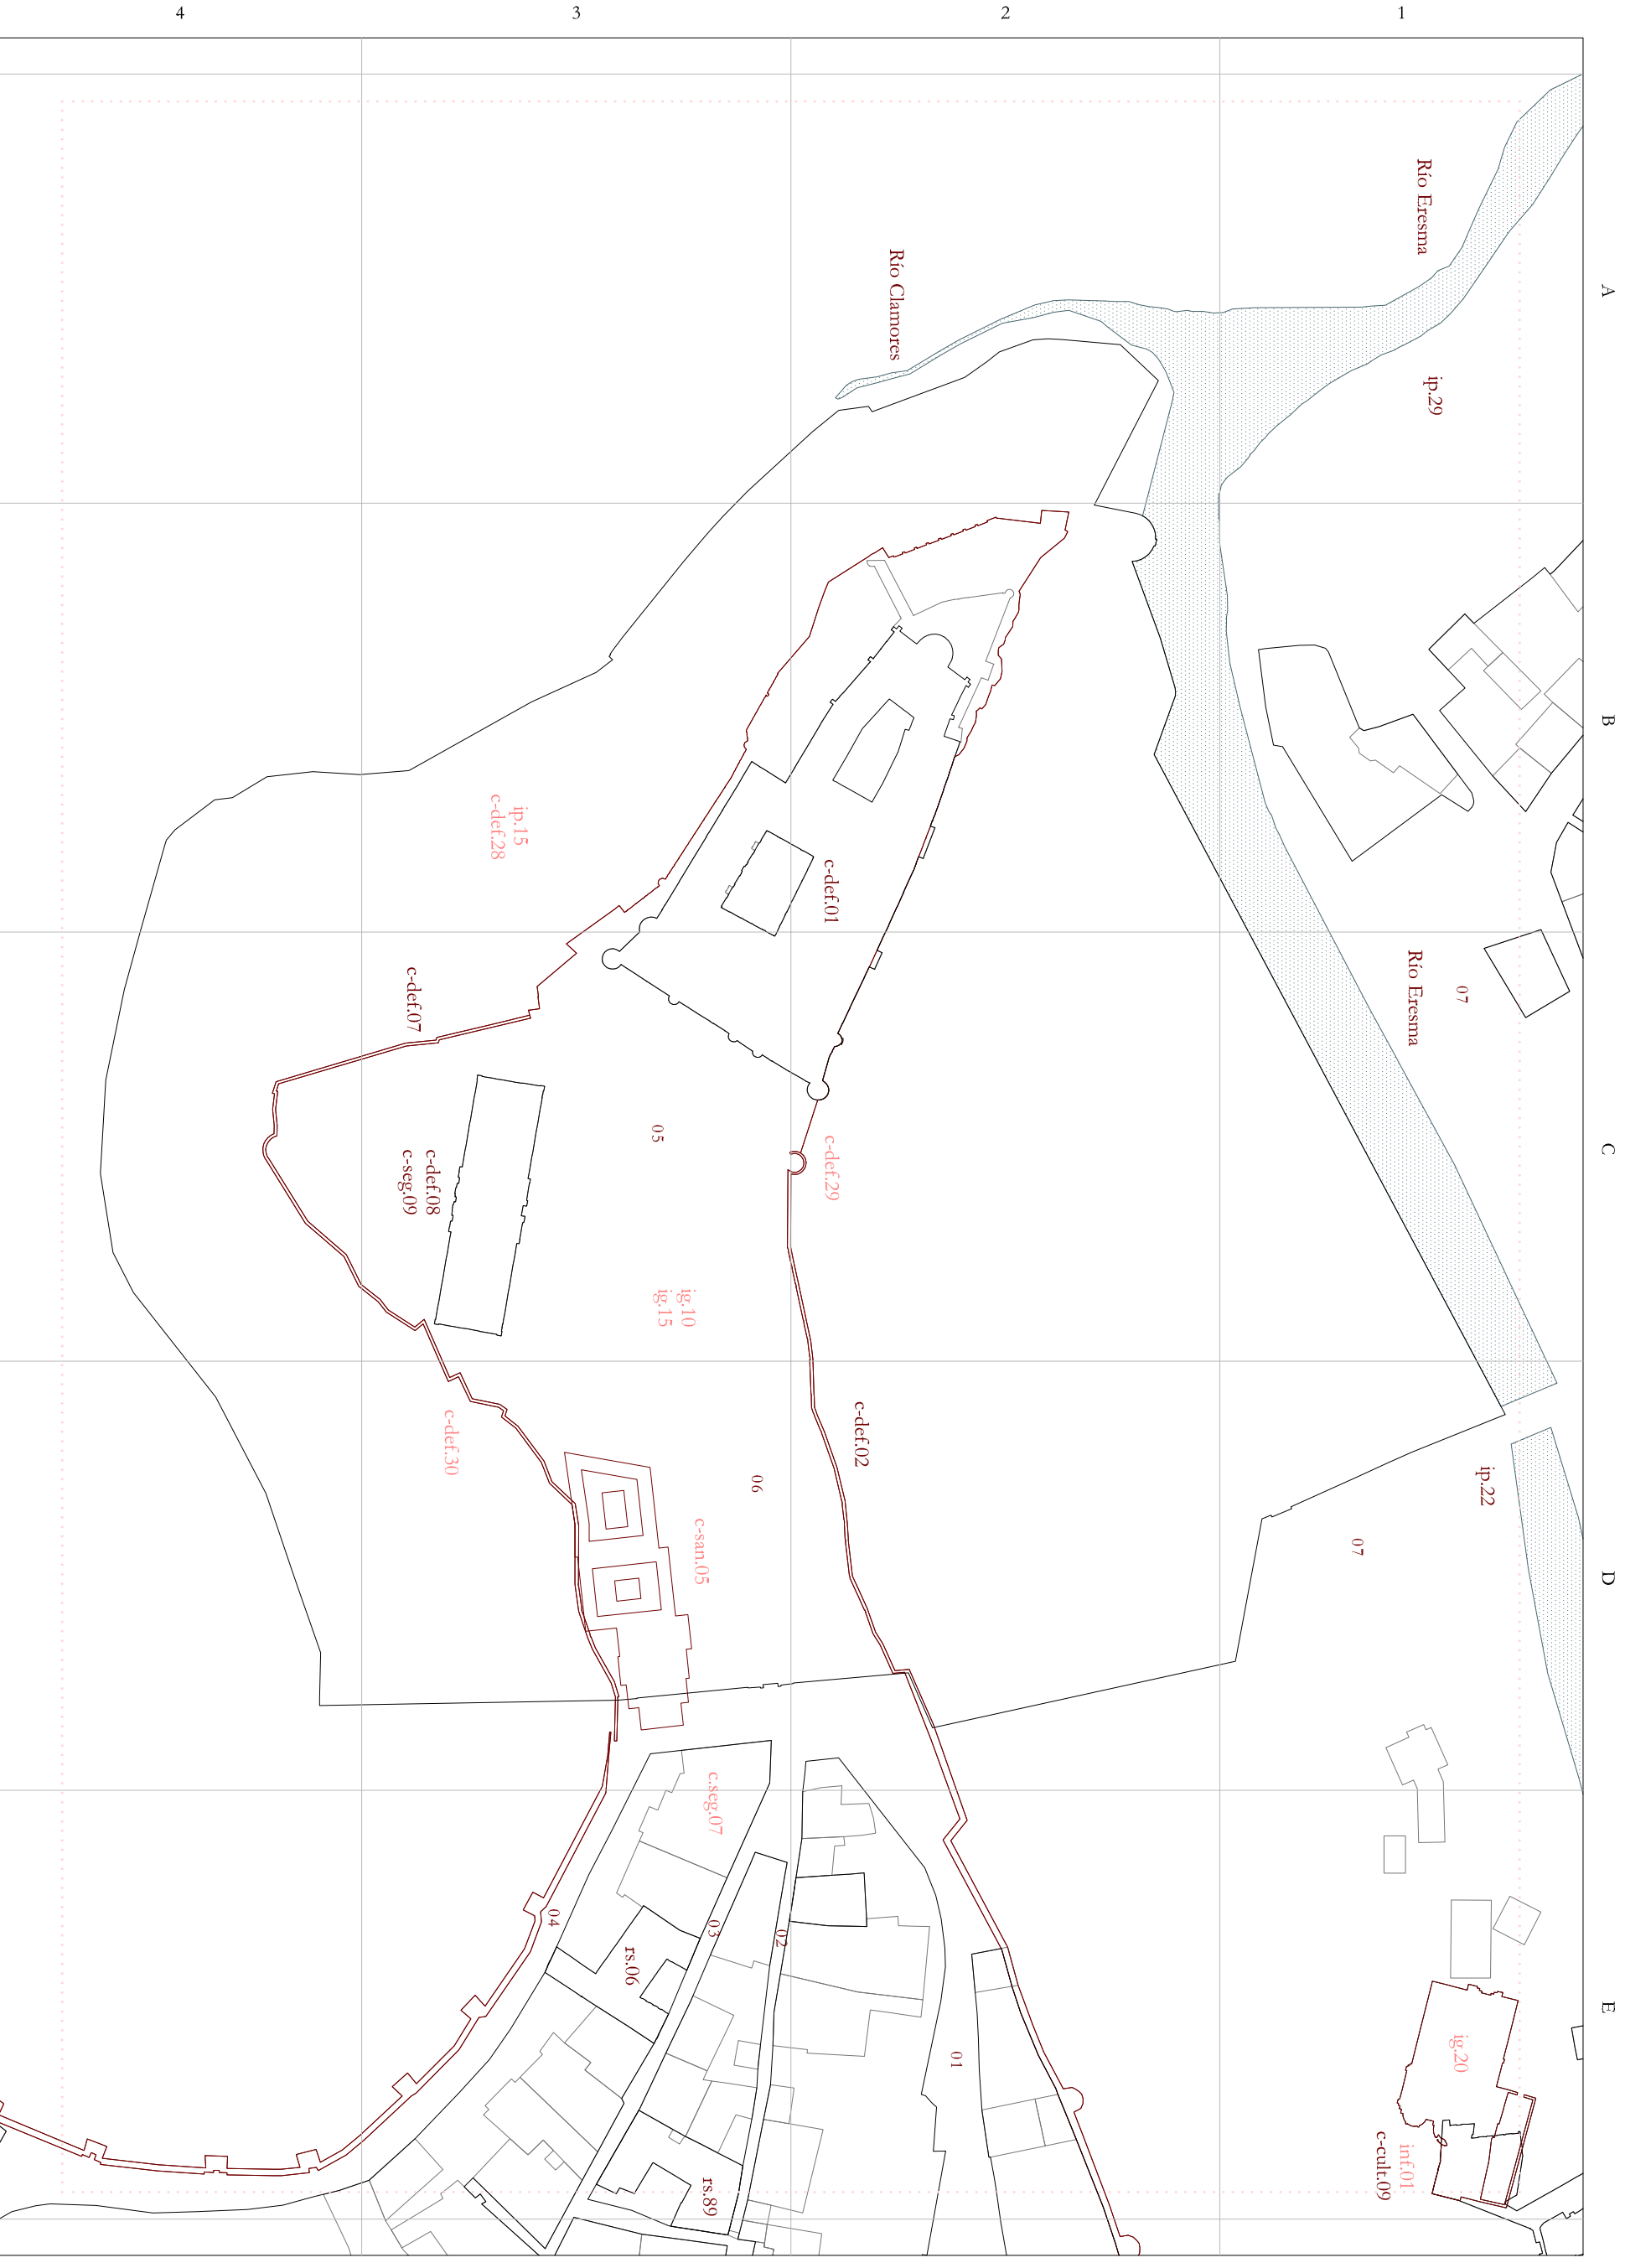 4
3
2
1
A
B
C
D
E
Río Eresma
Río Clamores
ip.29
ip.15
c-def.28
c-def.01
c-def.07
Río Eresma
07
05
c-def.29
c-def.08
c-seg.09
ig.10
ig.15
c-def.30
c-def.02
06
ip.22
07
c-san.05
c.seg.07
04
rs.06
03
02
01
ig.20
inf.01
c-cult.09
rs.89